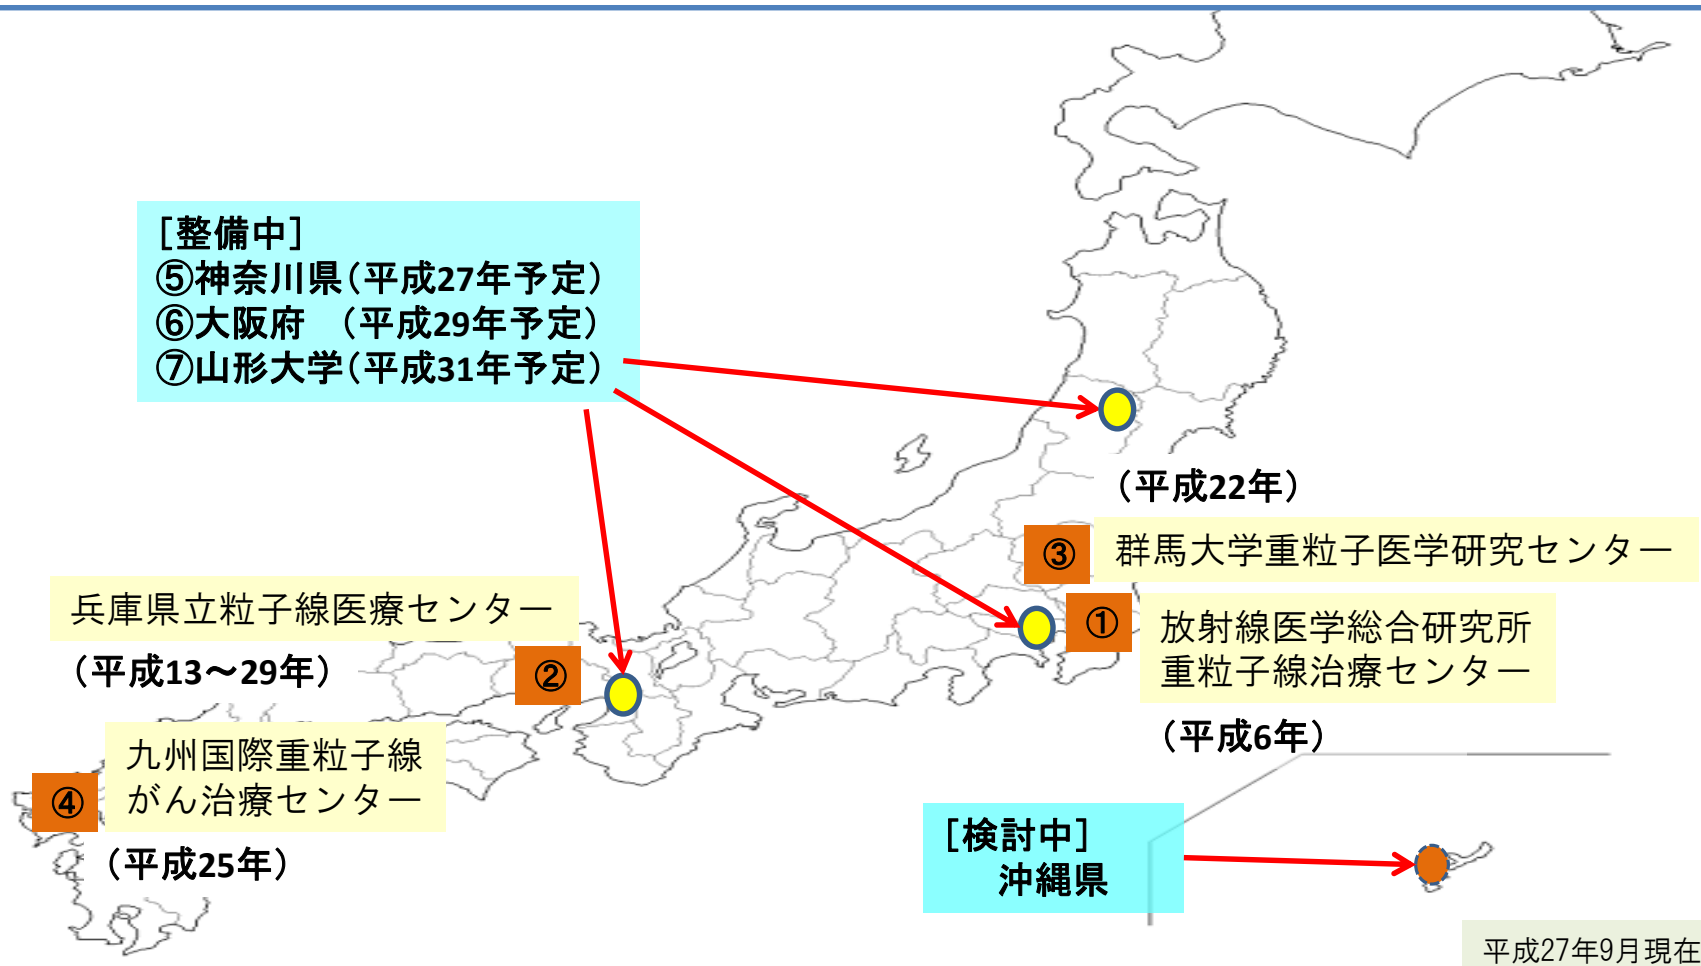 ［整備中］
⑤神奈川県（平成27年予定）
⑥大阪府　（平成29年予定）
⑦山形大学（平成31年予定）
（平成22年）
③
群馬大学重粒子医学研究センター
①
放射線医学総合研究所
重粒子線治療センター
（平成6年）
兵庫県立粒子線医療センター
（平成13～29年）
②
九州国際重粒子線
がん治療センター
④
（平成25年）
［検討中］
沖縄県
平成27年9月現在